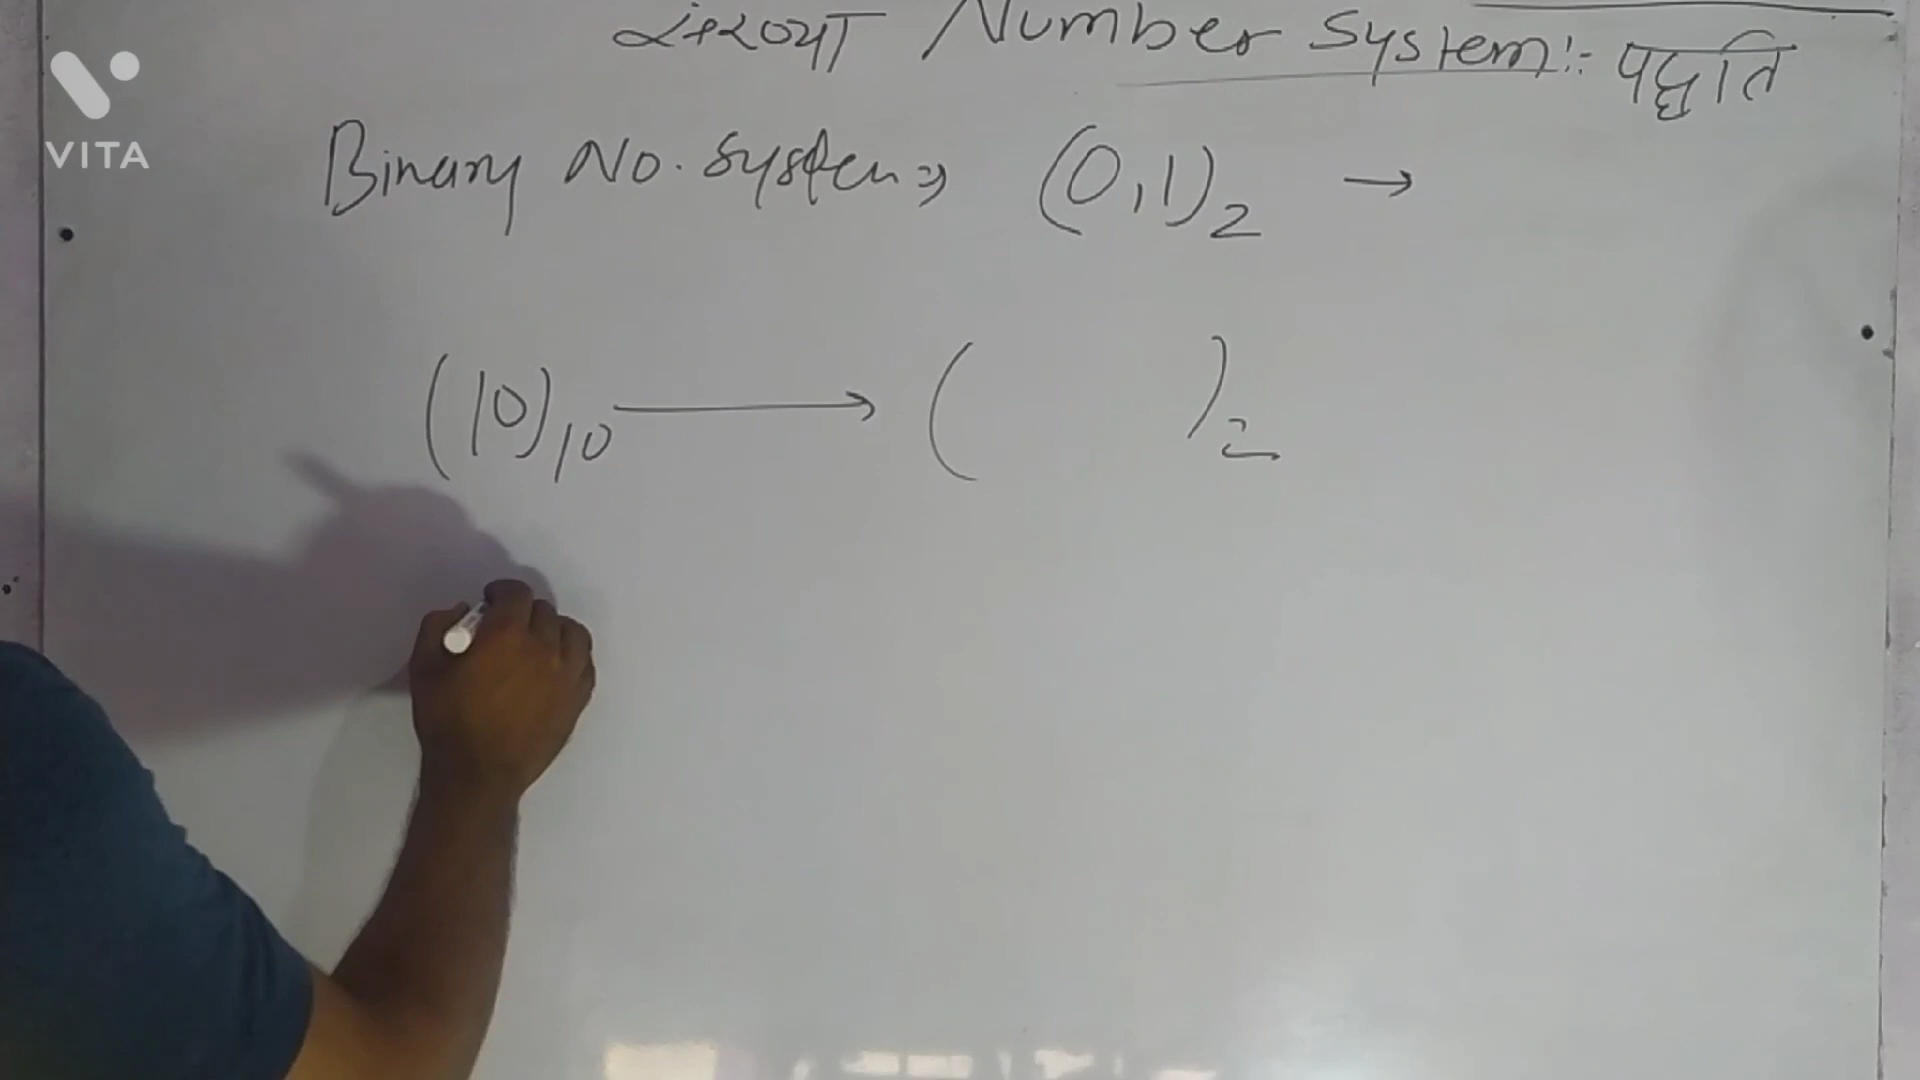 VITA
संख्या Number System:- पद्धति
Binary No. System ⇒ (0,1)₂ →
(10)₁₀ → ( )₂